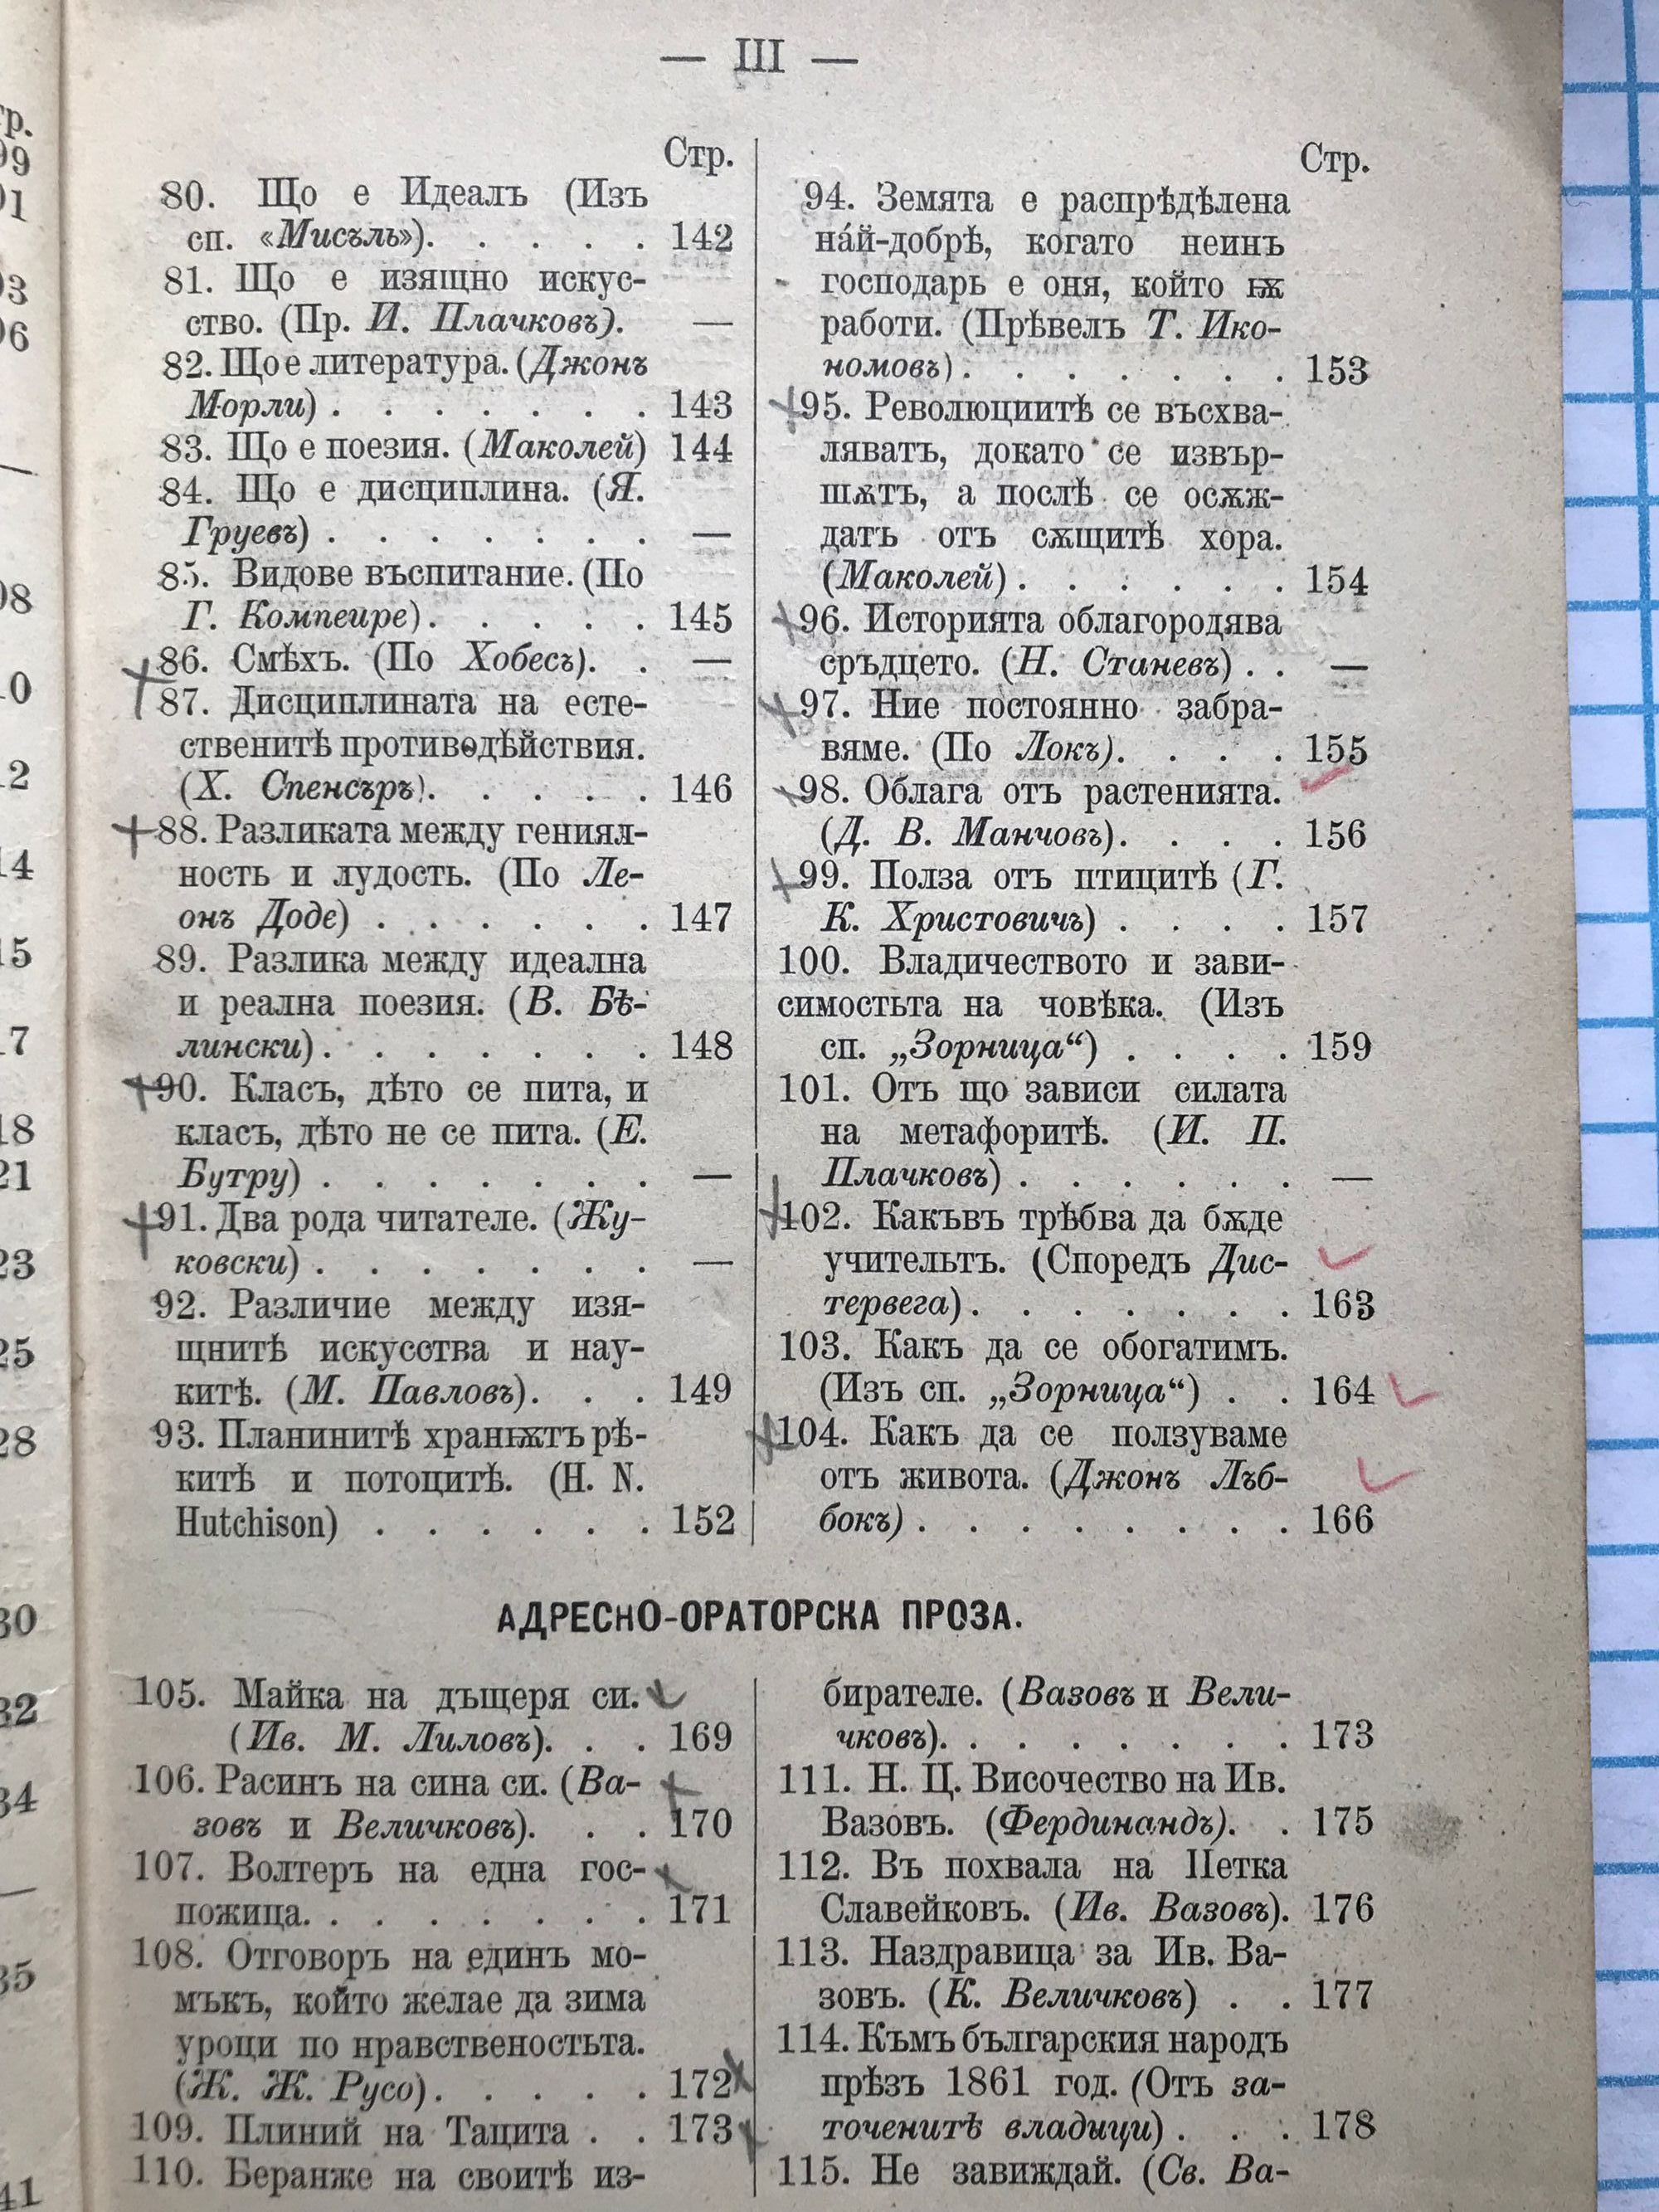 — III —
Стр.
80. Що е Идеалъ (Изъ
сп. «Мисъль»). . . . . 142
81. Що е изящно искус-
ство. (Пр. И. Плачковъ). —
82. Що е литература. (Джонъ
Морли) . . . . . . . 143
83. Що е поезия. (Маколей) 144
84. Що е дисциплина. (Я.
Груевъ) . . . . . . . —
85. Видове въспитание. (По
Г. Компеире). . . . . 145
86. Смѣхъ. (По Хобесъ). . —
87. Дисциплината на есте-
ственитѣ противодѣйствия.
(Х. Спенсъръ). . . . . 146
88. Разликата между гениял-
ность и лудость. (По Ле-
онъ Доде) . . . . . . 147
89. Разлика между идеална
и реална поезия. (В. Бѣ-
лински). . . . . . . 148
90. Класъ, дѣто се пита, и
класъ, дѣто не се пита. (Е.
Бутру) . . . . . . . —
91. Два рода читателе. (Жу-
ковски) . . . . . . . —
92. Различие между изя-
щнитѣ искусства и нау-
китѣ. (М. Павловъ). . . 149
93. Планинитѣ хранѭтъ рѣ-
китѣ и потоцитѣ. (H. N.
Hutchison) . . . . . . 152
Стр.
94. Земята е распрѣдѣлена
на́й-добрѣ, когато неинъ
господарь е оня, който ѭ
работи. (Прѣвелъ Т. Ико-
номовъ) . . . . . . . 153
95. Революциитѣ се въсхва-
ляватъ, докато се извър-
шѫтъ, а послѣ се осѫж-
датъ отъ сѫщитѣ хора.
(Маколей) . . . . . . 154
96. Историята облагородява
сръдцето. (Н. Станевъ) . . —
97. Ние постоянно забра-
вяме. (По Локъ). . . . 155
98. Облага отъ растенията.
(Д. В. Манчовъ). . . . 156
99. Полза отъ птицитѣ (Г.
К. Христовичъ) . . . . 157
100. Владичеството и зави-
симостьта на човѣка. (Изъ
сп. „Зорница“) . . . . 159
101. Отъ що зависи силата
на метафоритѣ. (И. П.
Плачковъ) . . . . . . —
102. Какъвъ трѣбва да бѫде
учительтъ. (Споредъ Дис-
тервега). . . . . . . 163
103. Какъ да се обогатимъ.
(Изъ сп. „Зорница“) . . 164
104. Какъ да се ползуваме
отъ живота. (Джонъ Лъб-
бокъ) . . . . . . . . 166
АДРЕСНО-ОРАТОРСКА ПРОЗА.
105. Майка на дъщеря си.
(Ив. М. Лиловъ). . . 169
106. Расинъ на сина си. (Ва-
зовъ и Величковъ). . . 170
107. Волтеръ на една гос-
пожица. . . . . . . . 171
108. Отговоръ на единъ мо-
мъкъ, който желае да зима
уроци по нравственостьта.
(Ж. Ж. Русо). . . . . 172
109. Плиний на Тацита . . 173
110. Беранже на своитѣ из-
бирателе. (Вазовъ и Вели-
чковъ). . . . . . . . 173
111. Н. Ц. Височество на Ив.
Вазовъ. (Фердинандъ). . 175
112. Въ похвала на Петка
Славейковъ. (Ив. Вазовъ). 176
113. Наздравица за Ив. Ва-
зовъ. (К. Величковъ) . . 177
114. Къмъ българския народъ
прѣзъ 1861 год. (Отъ за-
точенитѣ владыци) . . . 178
115. Не завиждай. (Св. Ва-